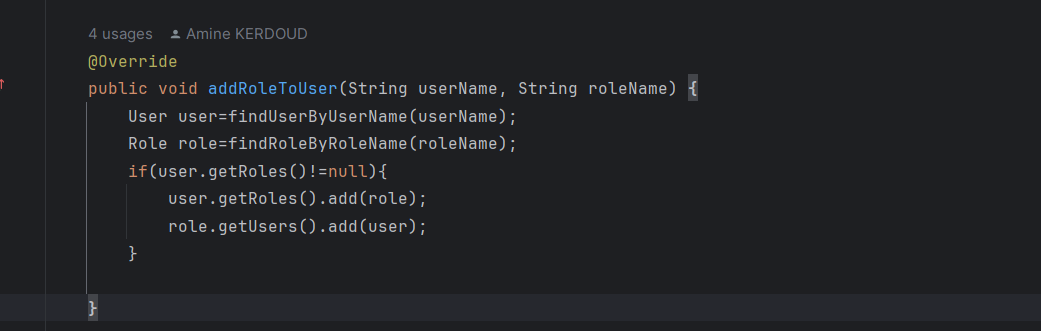 4 usages Amine KERDOUD
@Override
public void addRoleToUser(String userName, String roleName) {
User user=findUserByUserName(userName);
Role role=findRoleByRoleName(roleName);
if(user.getRoles()!=null){
user.getRoles().add(role);
role.getUsers().add(user);
}
}